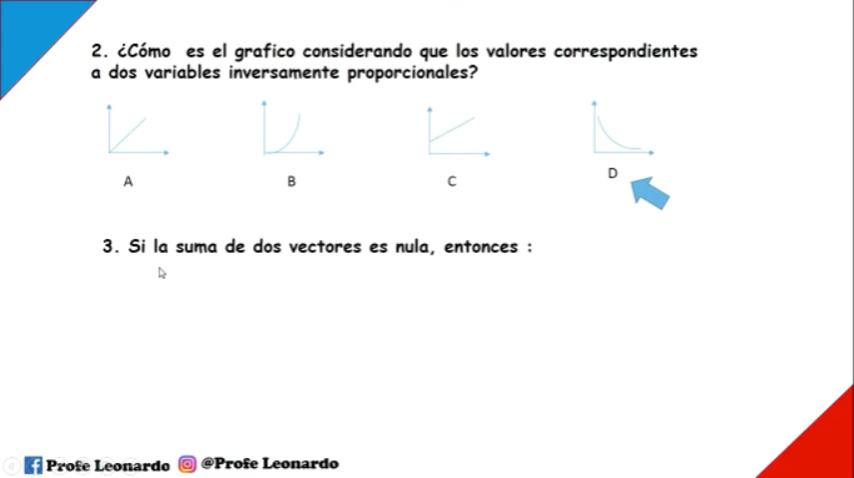 2. ¿Cómo es el grafico considerando que los valores correspondientes
a dos variables inversamente proporcionales?
A
B
C
D
3. Si la suma de dos vectores es nula, entonces :
Profe Leonardo @Profe Leonardo